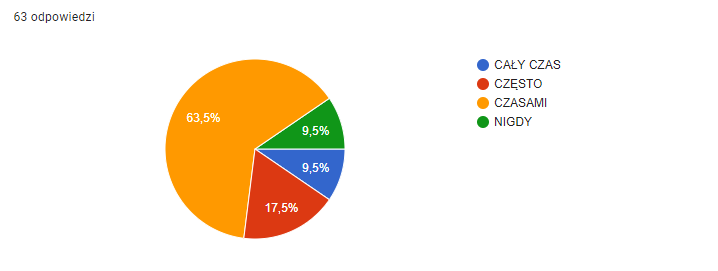 63 odpowiedzi
63,5%
9,5%
9,5%
17,5%
CAŁY CZAS
CZĘSTO
CZASAMI
NIGDY